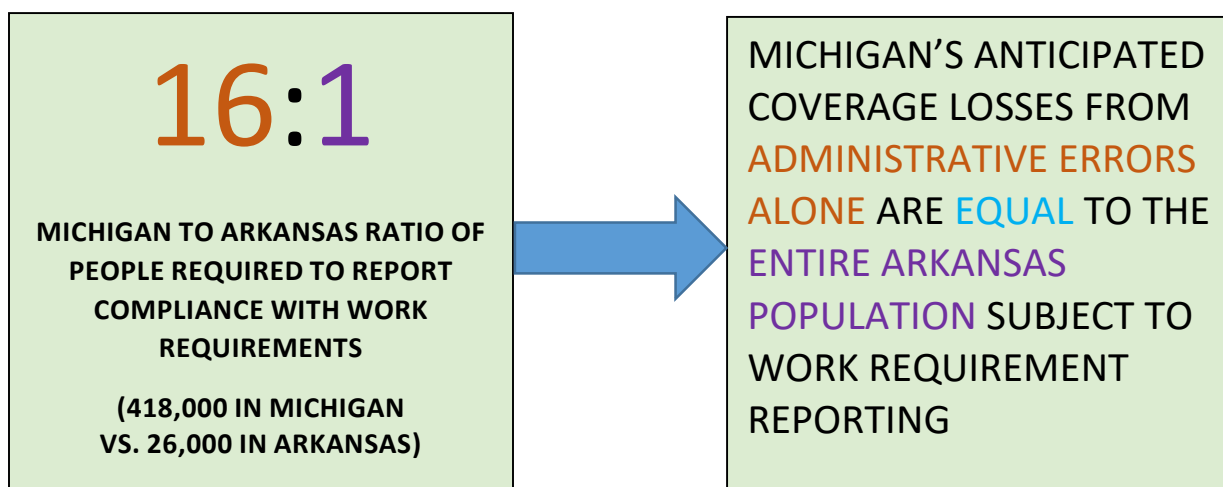 16:1
MICHIGAN TO ARKANSAS RATIO OF
PEOPLE REQUIRED TO REPORT
COMPLIANCE WITH WORK
REQUIREMENTS
(418,000 IN MICHIGAN
VS. 26,000 IN ARKANSAS)
MICHIGAN’S ANTICIPATED
COVERAGE LOSSES FROM
ADMINISTRATIVE ERRORS
ALONE ARE EQUAL TO THE
ENTIRE ARKANSAS
POPULATION SUBJECT TO
WORK REQUIREMENT
REPORTING